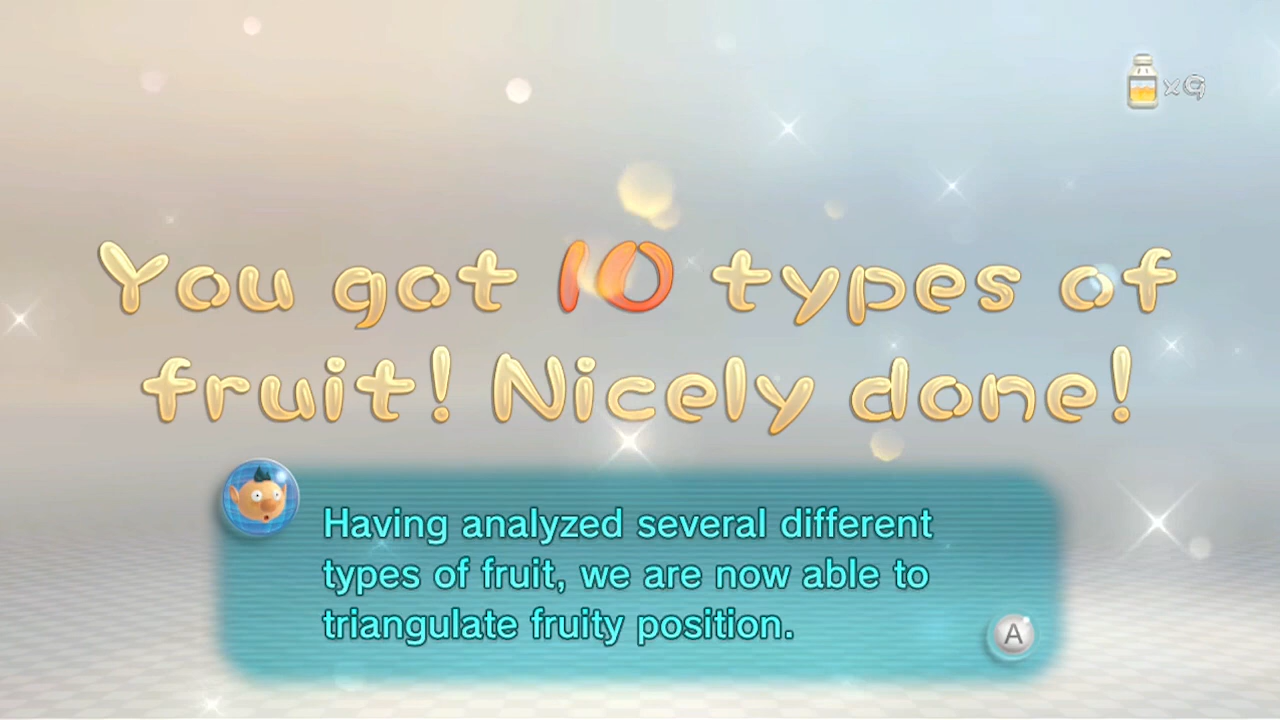 x9
You got 10 types of
fruit! Nicely done!
Having analyzed several different
types of fruit, we are now able to
triangulate fruity position.
A